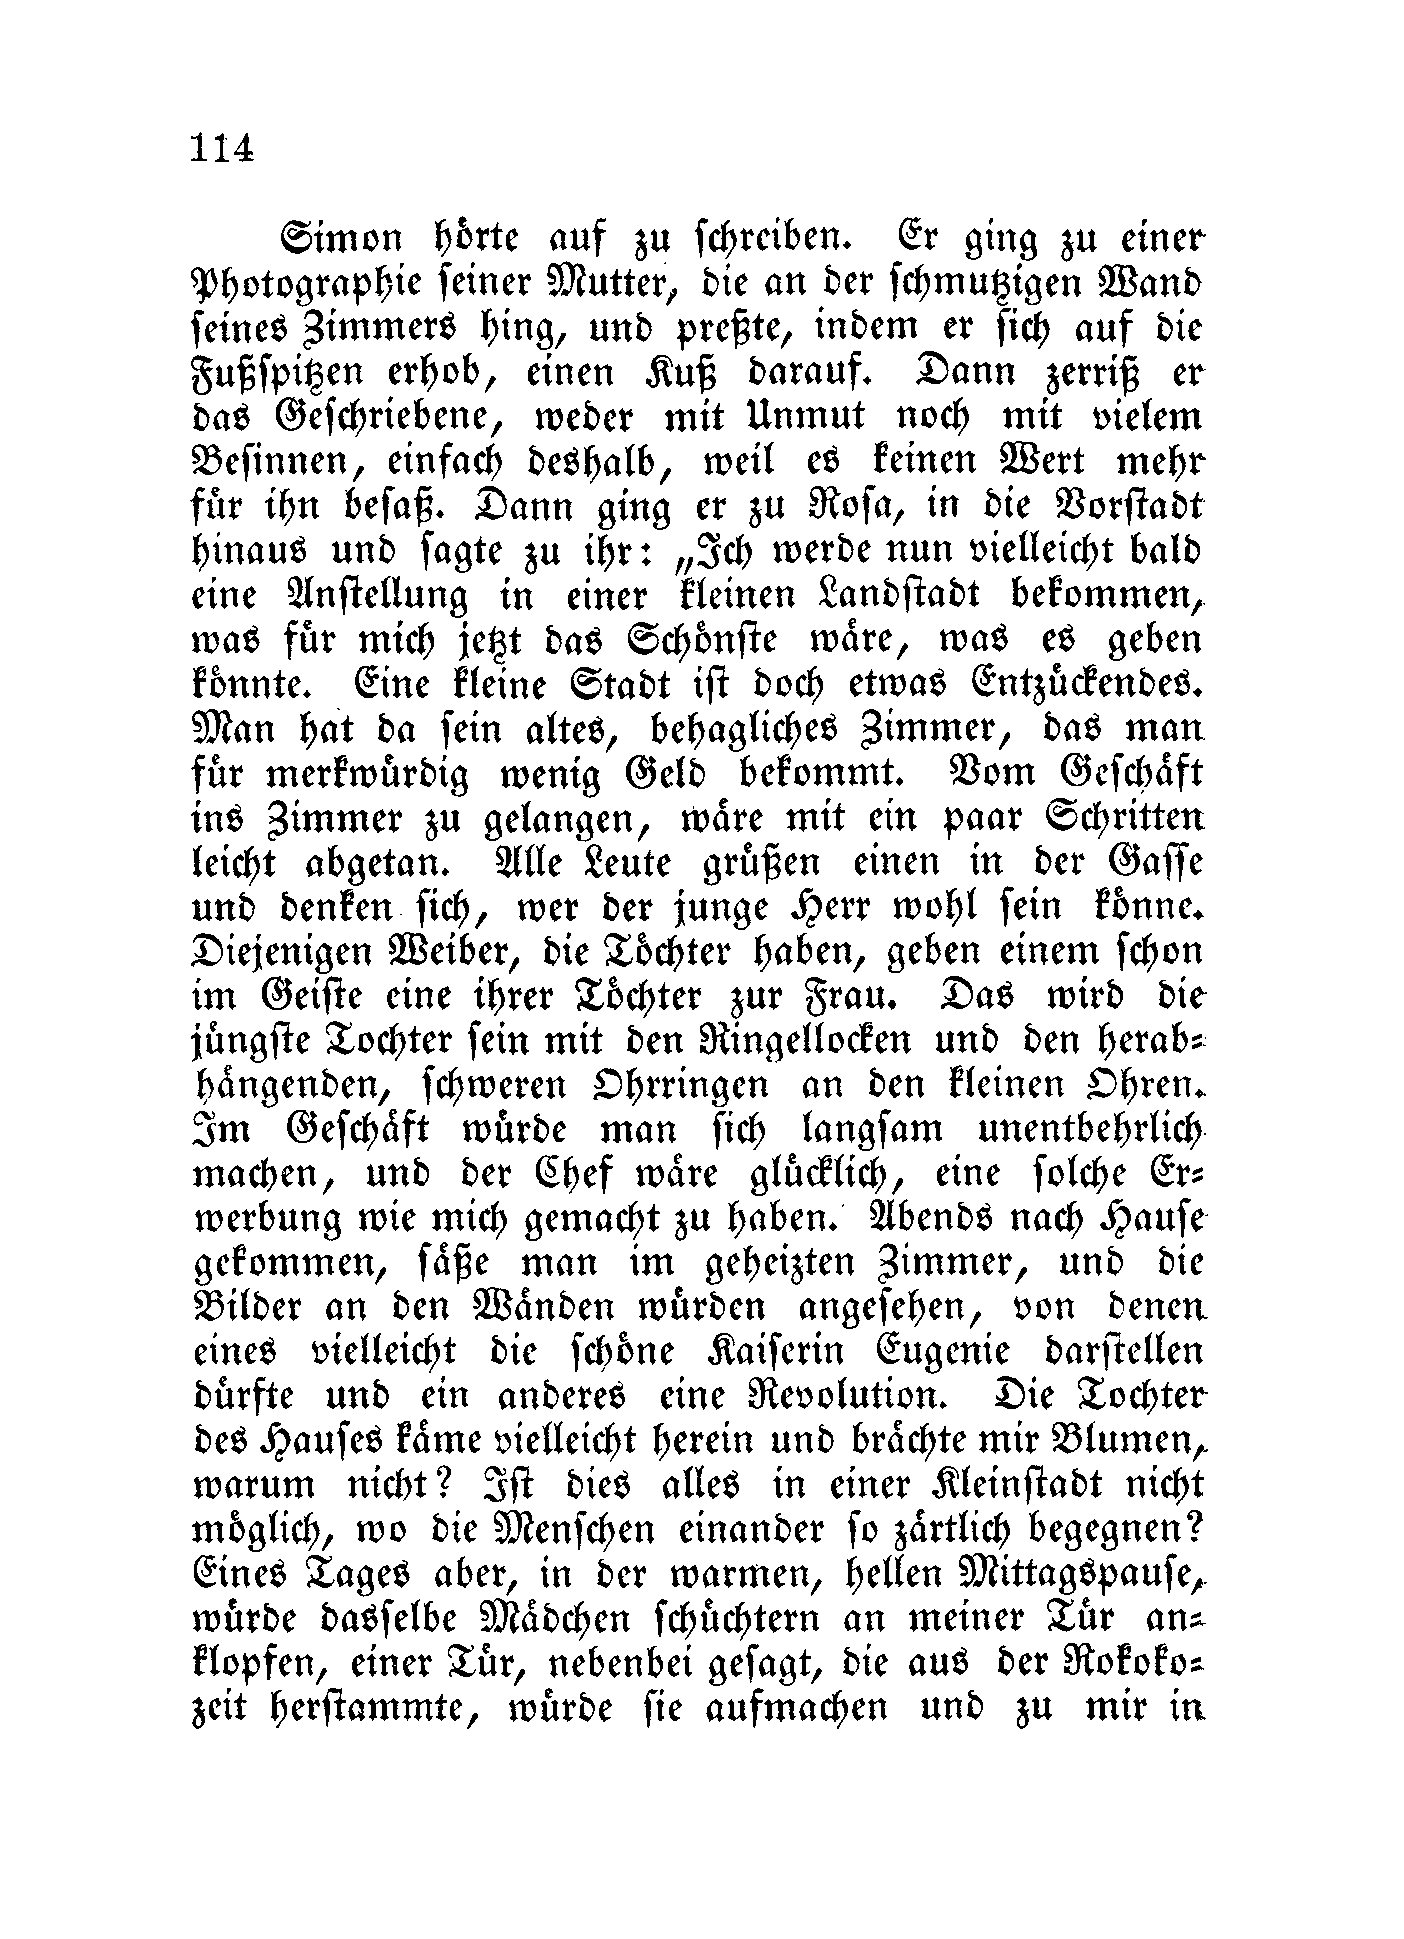 114
Simon hörte auf zu schreiben. Er ging zu einer
Photographie seiner Mutter, die an der schmutzigen Wand
seines Zimmers hing, und preßte, indem er sich auf die
Fußspitzen erhob, einen Kuß darauf. Dann zerriß er
das Geschriebene, weder mit Unmut noch mit vielem
Besinnen, einfach deshalb, weil es keinen Wert mehr
für ihn besaß. Dann ging er zu Rosa, in die Vorstadt
hinaus und sagte zu ihr: „Ich werde nun vielleicht bald
eine Anstellung in einer kleinen Landstadt bekommen,
was für mich jetzt das Schönste wäre, was es geben
könnte. Eine kleine Stadt ist doch etwas Entzückendes.
Man hat da sein altes, behagliches Zimmer, das man
für merkwürdig wenig Geld bekommt. Vom Geschäft
ins Zimmer zu gelangen, wäre mit ein paar Schritten
leicht abgetan. Alle Leute grüßen einen in der Gasse
und denken sich, wer der junge Herr wohl sein könne.
Diejenigen Weiber, die Töchter haben, geben einem schon
im Geiste eine ihrer Töchter zur Frau. Das wird die
jüngste Tochter sein mit den Ringellocken und den herab-
hängenden, schweren Ohrringen an den kleinen Ohren.
Im Geschäft würde man sich langsam unentbehrlich
machen, und der Chef wäre glücklich, eine solche Er-
werbung wie mich gemacht zu haben. Abends nach Hause
gekommen, säße man im geheizten Zimmer, und die
Bilder an den Wänden würden angesehen, von denen
eines vielleicht die schöne Kaiserin Eugenie darstellen
dürfte und ein anderes eine Revolution. Die Tochter
des Hauses käme vielleicht herein und brächte mir Blumen,
warum nicht? Ist dies alles in einer Kleinstadt nicht
möglich, wo die Menschen einander so zärtlich begegnen?
Eines Tages aber, in der warmen, hellen Mittagspause,
würde dasselbe Mädchen schüchtern an meiner Tür an-
klopfen, einer Tür, nebenbei gesagt, die aus der Rokoko-
zeit herstammte, würde sie aufmachen und zu mir in